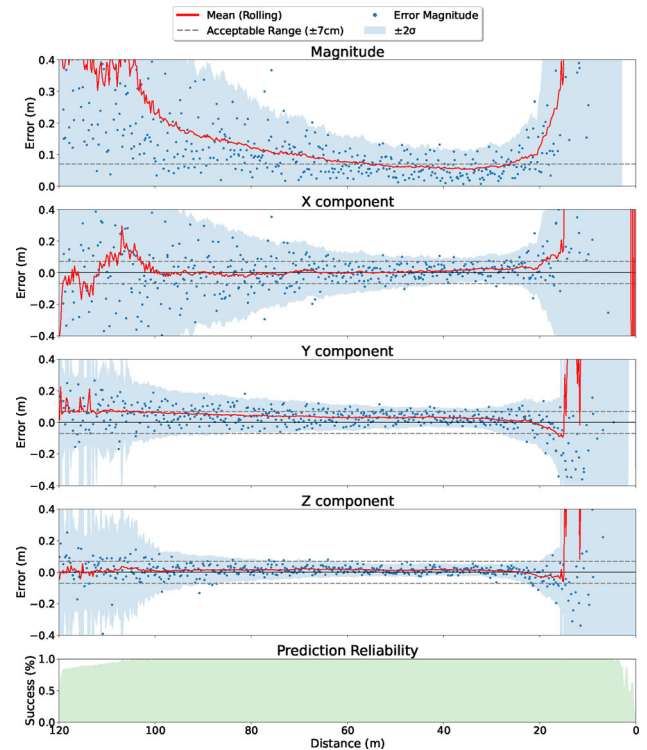 Mean (Rolling) Error Magnitude
Acceptable Range (±7cm) ±2σ
Magnitude
0.4
0.3
0.2
0.1
0.0
Error (m)
X component
0.4
0.2
0.0
−0.2
−0.4
Error (m)
Y component
0.4
0.2
0.0
−0.2
−0.4
Error (m)
Z component
0.4
0.2
0.0
−0.2
−0.4
Error (m)
Prediction Reliability
1.0
0.5
0.0
Success (%)
120 100 80 60 40 20 0
Distance (m)